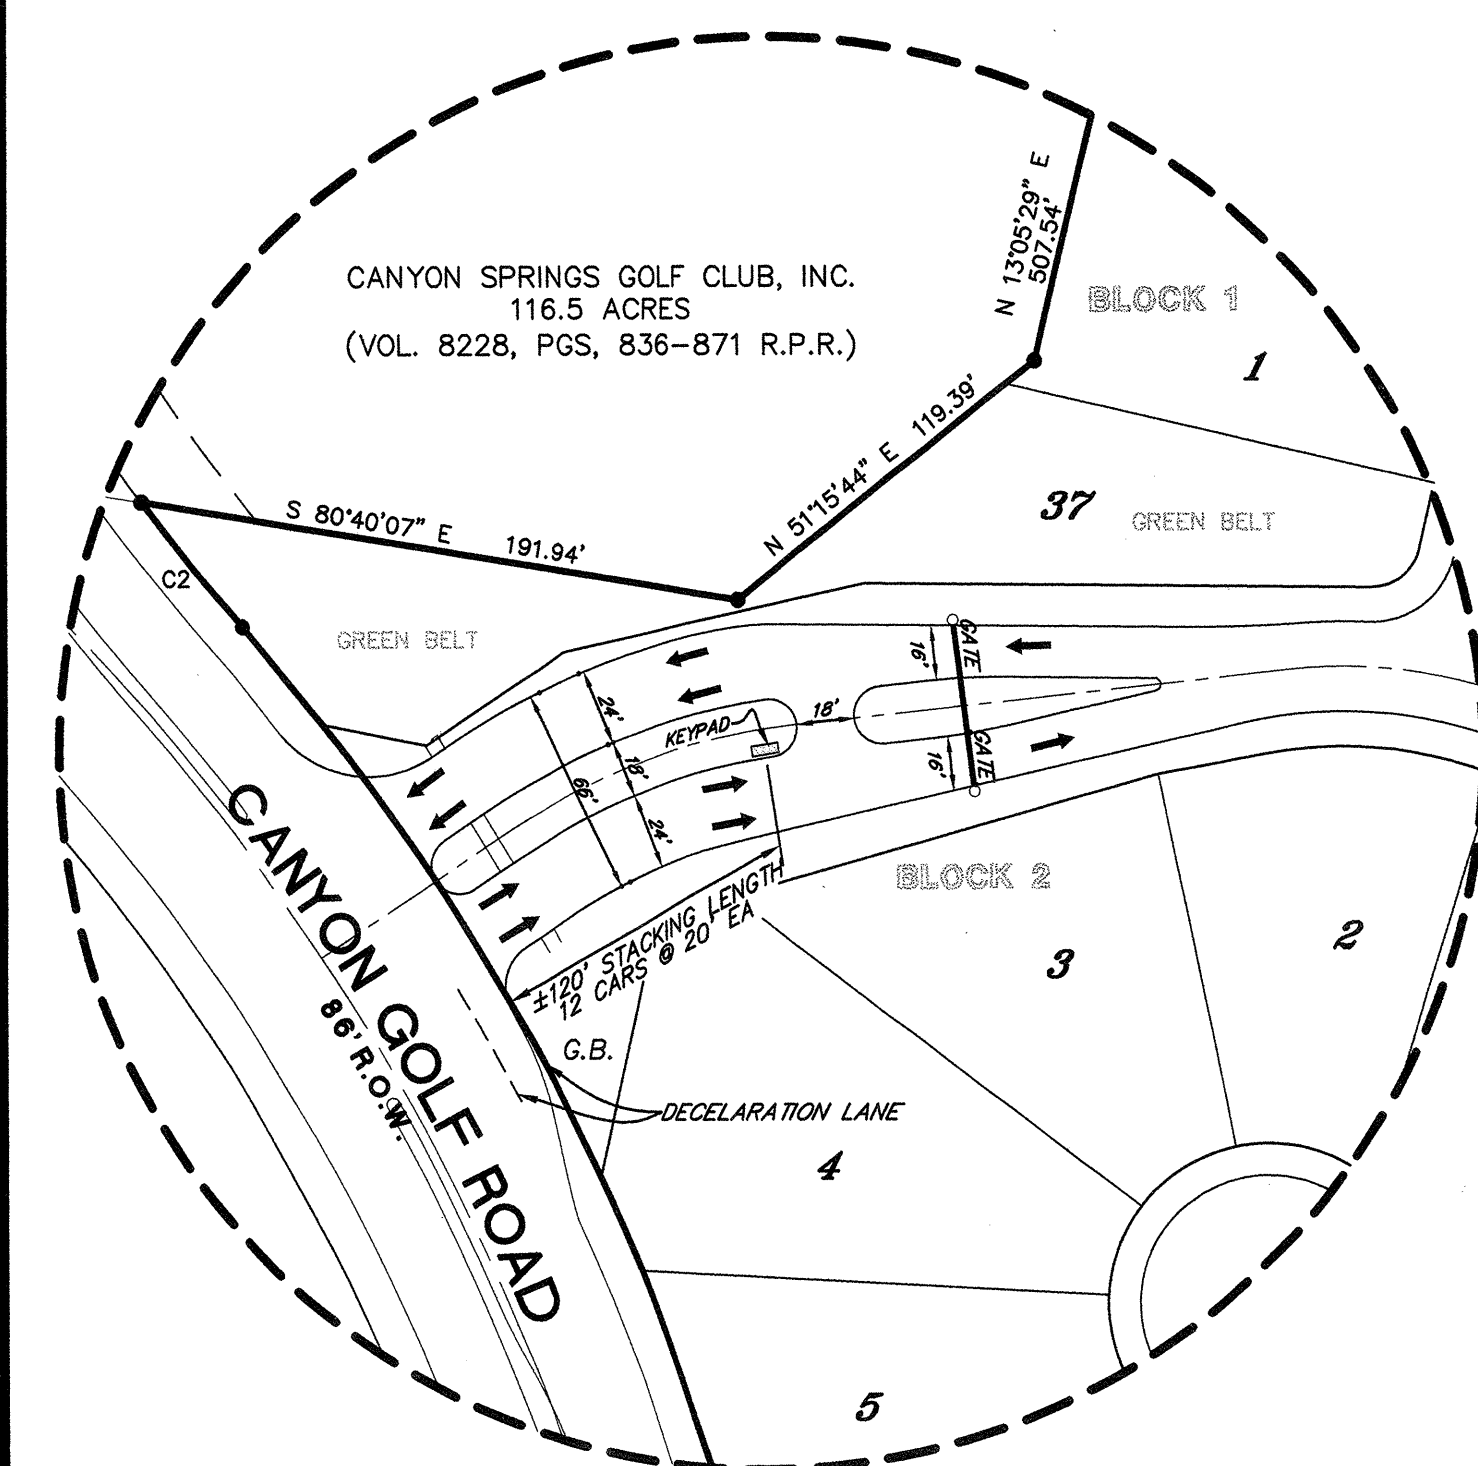 N 13°05'29" E
507.54'
CANYON SPRINGS GOLF CLUB, INC.
116.5 ACRES
(VOL. 8228, PGS, 836-871 R.P.R.)
BLOCK 1
1
N 51°15'44" E 119.39'
S 80°40'07" E 191.94'
37
GREEN BELT
C2
GREEN BELT
GATE
16'
24'
KEYPAD
18'
18'
66'
24'
16'
GATE
CANYON GOLF ROAD
86' R.O.W.
BLOCK 2
±120' STACKING LENGTH
12 CARS @ 20' EA
2
3
G.B.
DECELARATION LANE
4
5